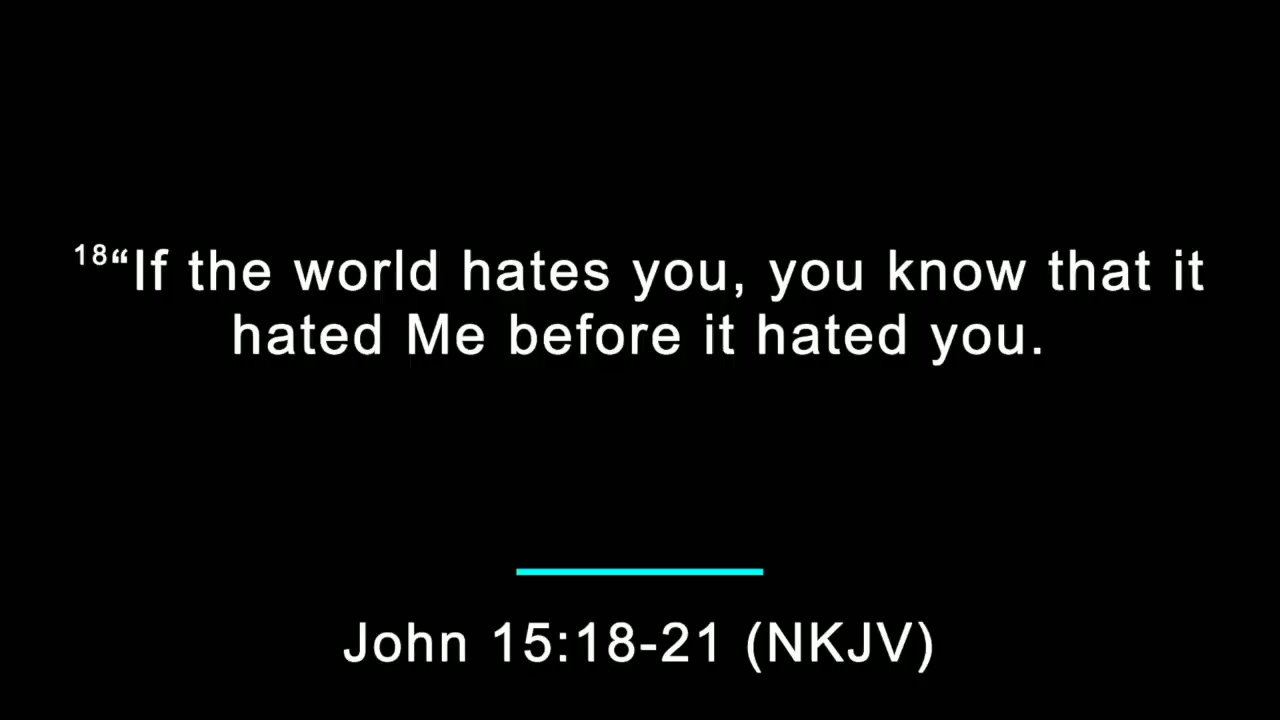 18“If the world hates you, you know that it
hated Me before it hated you.
John 15:18-21 (NKJV)